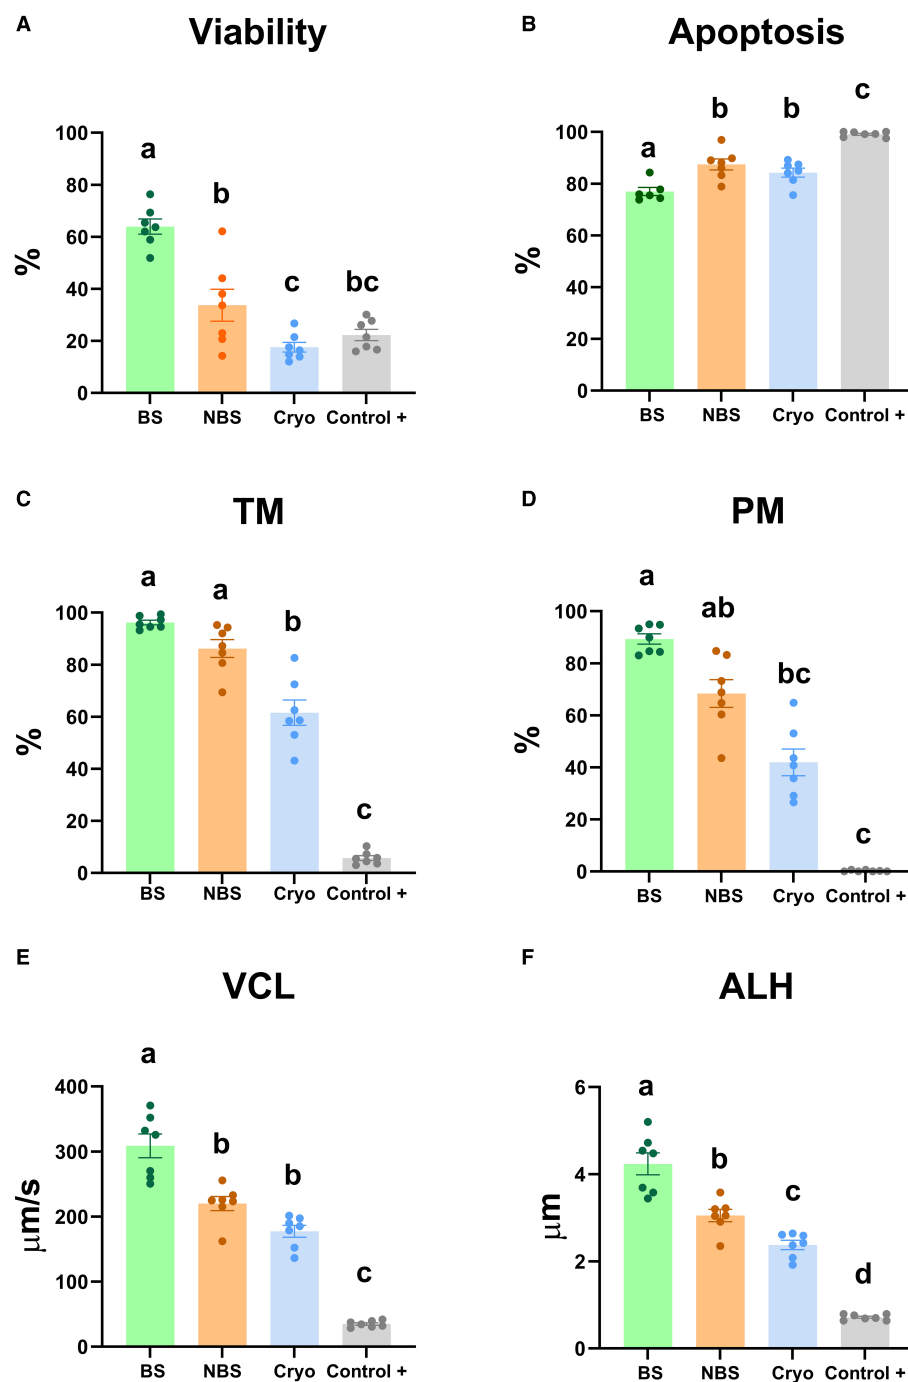 A
Viability
%
100
80
60
40
20
0
a
b
c
bc
BS NBS Cryo Control +
B
Apoptosis
%
100
80
60
40
20
0
a
b
b
c
BS NBS Cryo Control +
C
TM
%
100
80
60
40
20
0
a
a
b
c
BS NBS Cryo Control +
D
PM
%
100
80
60
40
20
0
a
ab
bc
c
BS NBS Cryo Control +
E
VCL
μm/s
400
300
200
100
0
a
b
b
c
BS NBS Cryo Control +
F
ALH
μm
6
4
2
0
a
b
c
d
BS NBS Cryo Control +